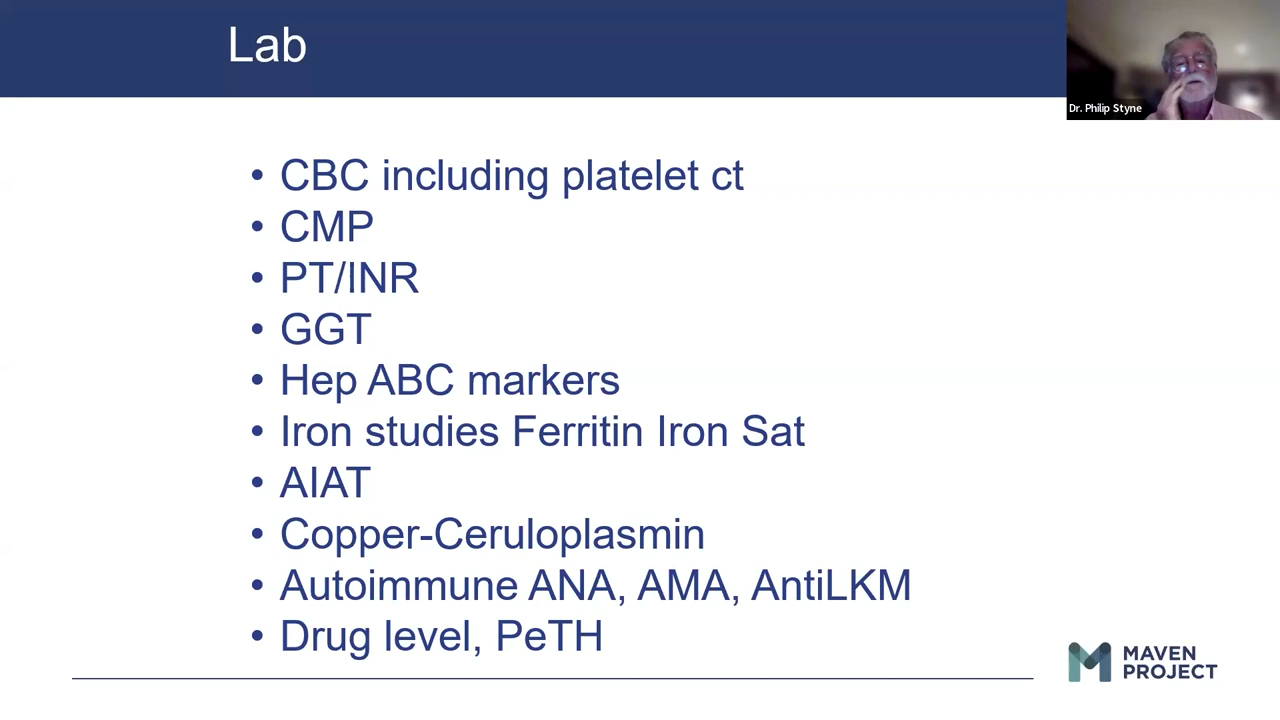 Lab
Dr. Philip Styne
• CBC including platelet ct
• CMP
• PT/INR
• GGT
• Hep ABC markers
• Iron studies Ferritin Iron Sat
• AIAT
• Copper-Ceruloplasmin
• Autoimmune ANA, AMA, AntiLKM
• Drug level, PeTH
MAVEN
PROJECT